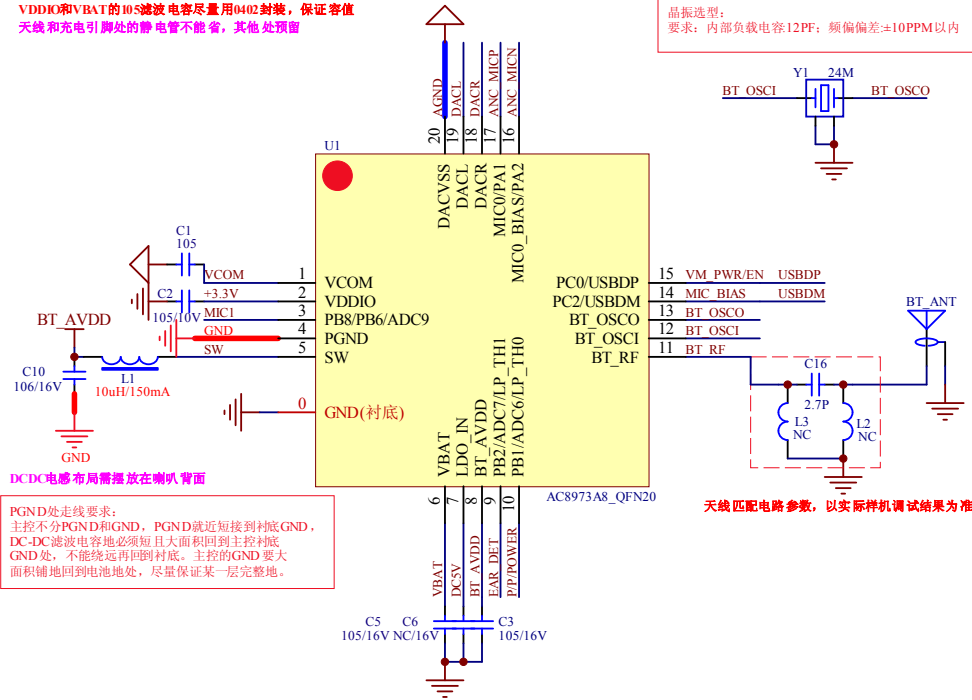 VDDIO和VBAT的105滤波电容尽量用0402封装，保证容值
天线和充电引脚处的静电管不能省，其他处预留
晶振选型：
要求：内部负载电容12PF；频偏偏差:±10PPM以内
Y1
24M
BT_OSCI
BT_OSCO
AGND
DACL
DACR
ANC_MICP
ANC_MICN
20
19
18
17
16
U1
DACVSS
DACL
DACR
MIC0/PA1
MIC0_BIAS/PA2
C1
105
VCOM
1
VCOM
C2
+3.3V
2
VDDIO
105/10V
MIC1
3
PB8/PB6/ADC9
GND
4
PGND
SW
5
SW
BT_AVDD
C10
106/16V
L1
10uH/150mA
GND
0
GND(衬底)
PC0/USBDP
15
VM_PWR/EN
USBDP
PC2/USBDM
14
MIC_BIAS
USBDM
BT_OSCO
13
BT_OSCO
BT_OSCI
12
BT_OSCI
BT_RF
11
BT_RF
BT_ANT
C16
2.7P
L3
NC
L2
NC
VBAT
LDO_IN
BT_AVDD
PB2/ADC7/LP_TH1
PB1/ADC6/LP_TH0
AC8973A8_QFN20
6
7
8
9
10
VBAT
DC5V
BT_AVDD
EAR_DET
P/P/POWER
C5
105/16V
C6
NC/16V
C3
105/16V
DCDC电感布局需摆放在喇叭背面
PGND处走线要求：
主控不分PGND和GND，PGND就近短接到衬底GND，
DC-DC滤波电容地必须短且大面积回到主控衬底
GND处，不能绕远再回到衬底。主控的GND要大
面积铺地回到电池地处，尽量保证某一层完整地。
天线匹配电路参数，以实际样机调试结果为准